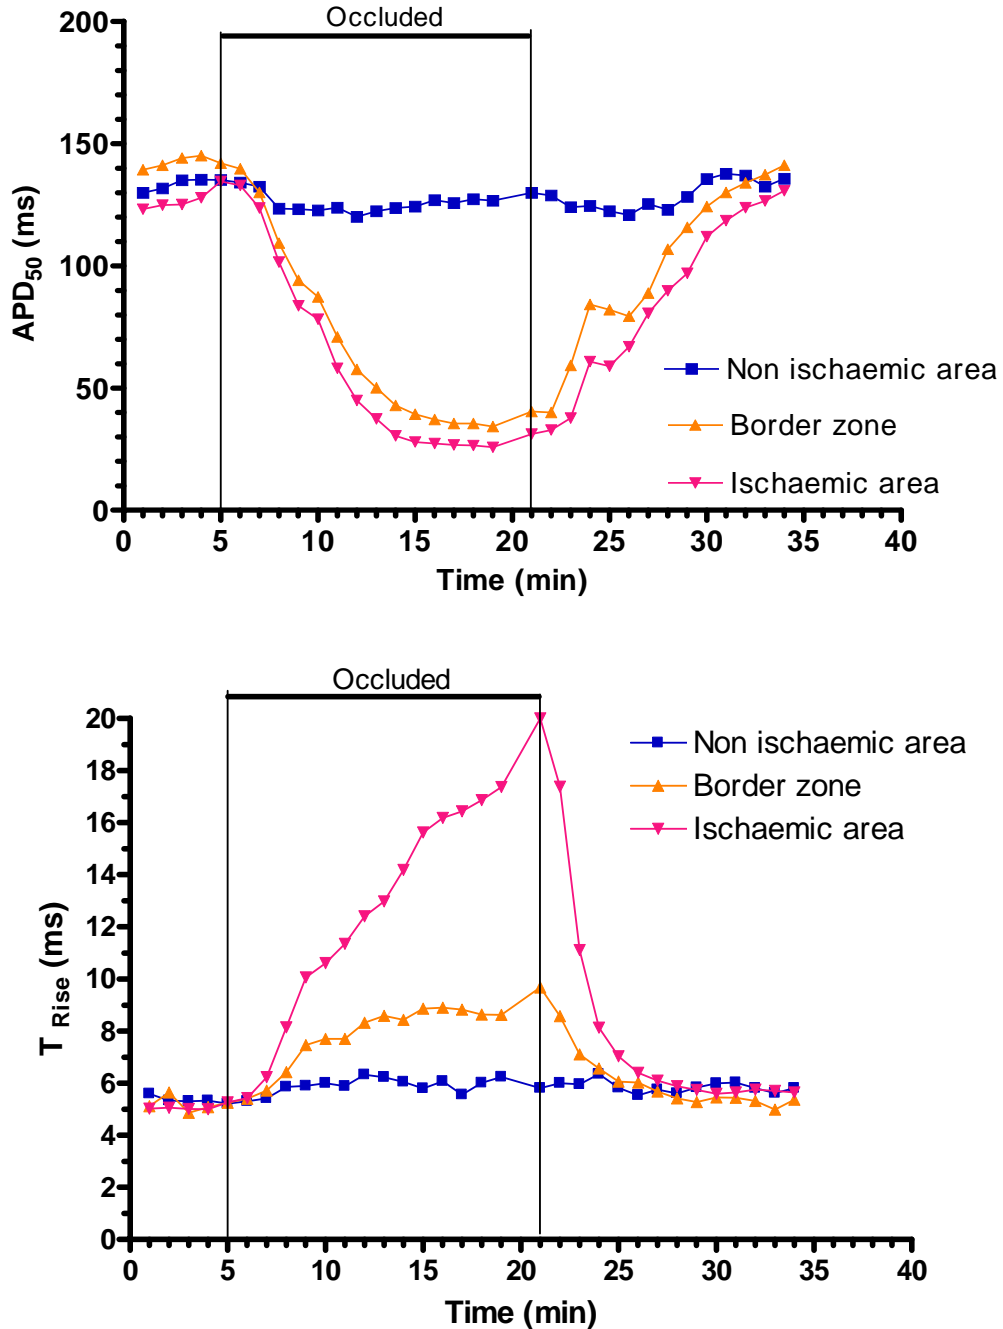 Occluded
200
150
100
50
0
APD50 (ms)
Non ischaemic area
Border zone
Ischaemic area
0 5 10 15 20 25 30 35 40
Time (min)
Occluded
20
18
16
14
12
10
8
6
4
2
0
T Rise (ms)
Non ischaemic area
Border zone
Ischaemic area
0 5 10 15 20 25 30 35 40
Time (min)